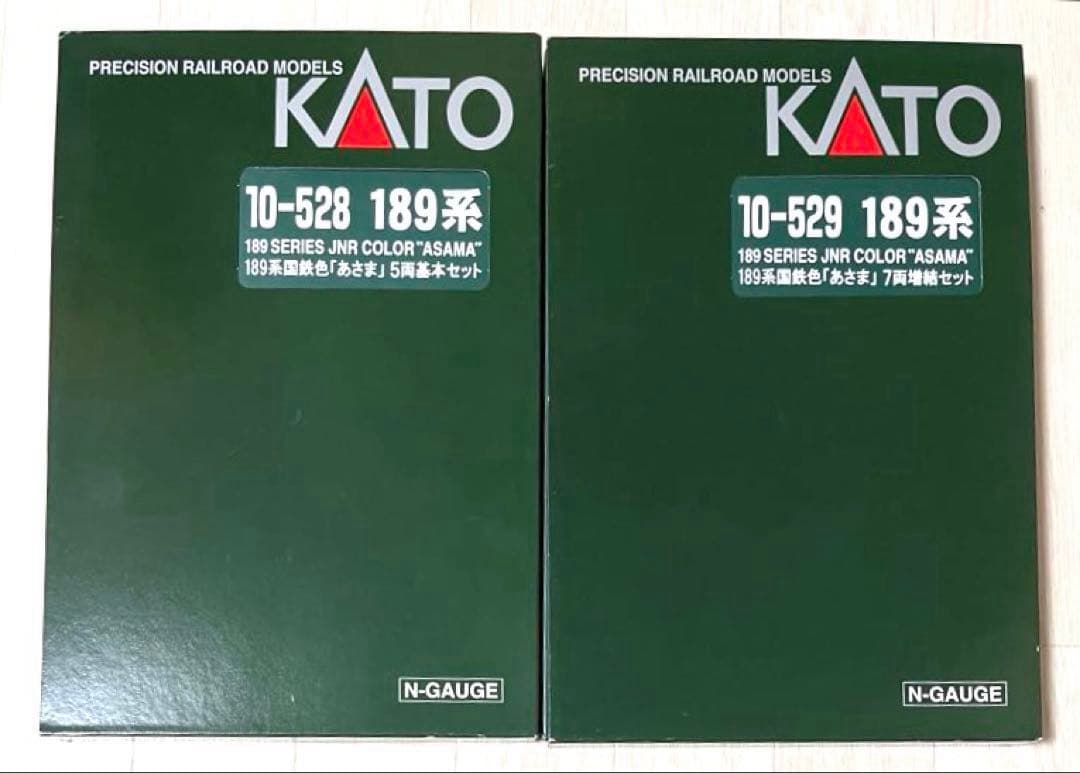 PRECISION RAILROAD MODELS
KATO
10-528 189系
189 SERIES JNR COLOR "ASAMA"
189系国鉄色「あさま」5両基本セット
N-GAUGE
PRECISION RAILROAD MODELS
KATO
10-529 189系
189 SERIES JNR COLOR "ASAMA"
189系国鉄色「あさま」7両増結セット
N-GAUGE